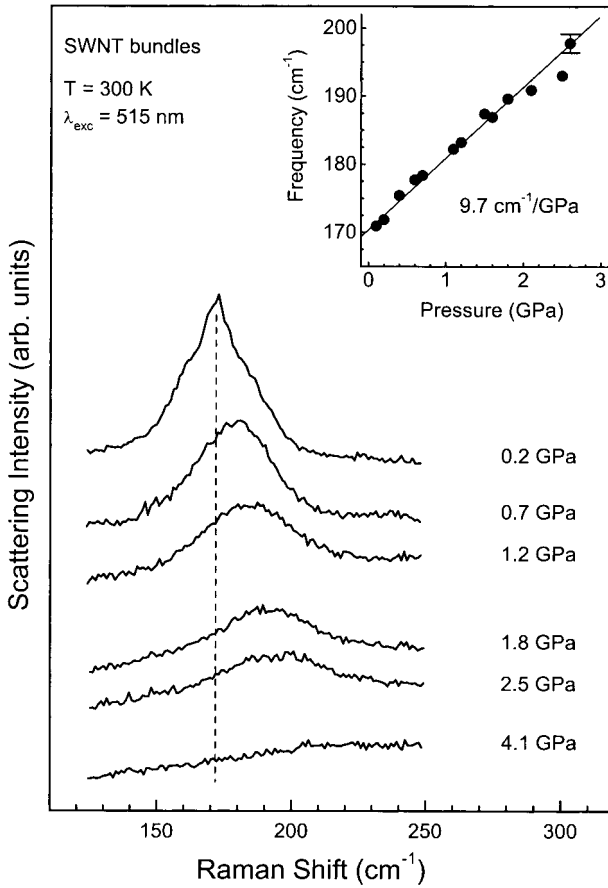 SWNT bundles
T = 300 K
λexc = 515 nm
Frequency (cm-1)
200
190
180
170
9.7 cm-1/GPa
0
1
2
3
Pressure (GPa)
Scattering Intensity (arb. units)
0.2 GPa
0.7 GPa
1.2 GPa
1.8 GPa
2.5 GPa
4.1 GPa
150
200
250
300
Raman Shift (cm-1)